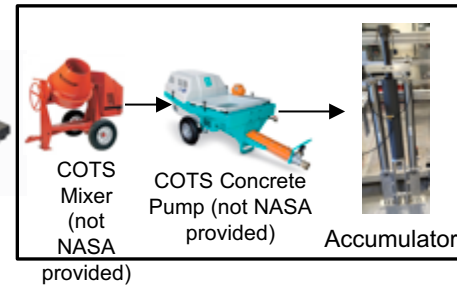 COTS
Mixer
(not
NASA
provided)
COTS Concrete
Pump (not NASA
provided)
Accumulator